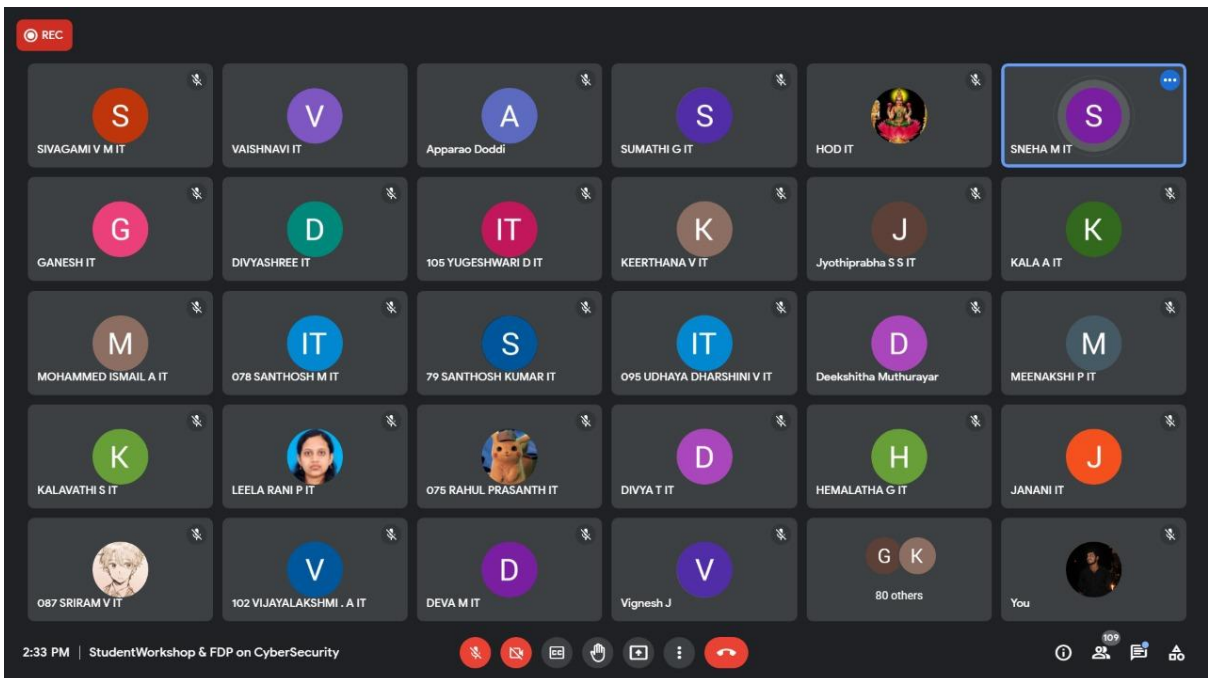 REC
S
SIVAGAMI V M IT
V
VAISHNAVI IT
A
Apparao Doddi
S
SUMATHI G IT
HOD IT
S
SNEHA M IT
G
GANESH IT
D
DIVYASHREE IT
IT
105 YUGESHWARI D IT
K
KEERTHANA V IT
J
Jyothiprabha S S IT
K
KALA A IT
M
MOHAMMED ISMAIL A IT
IT
078 SANTHOSH M IT
S
79 SANTHOSH KUMAR IT
IT
095 UDHAYA DHARSHINI V IT
D
Deekshitha Muthurayar
M
MEENAKSHI P IT
K
KALAVATHI S IT
LEELA RANI P IT
075 RAHUL PRASANTH IT
D
DIVYA T IT
H
HEMALATHA G IT
J
JANANI IT
087 SRIRAM V IT
V
102 VIJAYALAKSHMI . A IT
D
DEVA M IT
V
Vignesh J
G K
80 others
You
2:33 PM | StudentWorkshop & FDP on CyberSecurity
CC
109